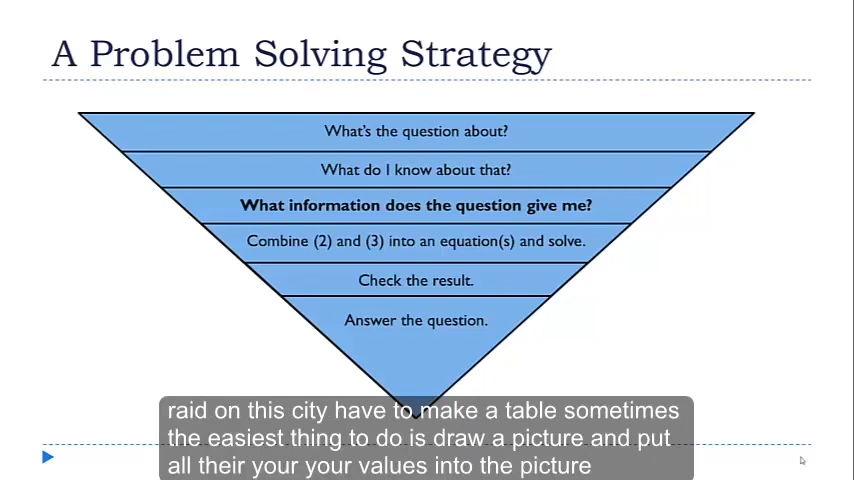 A Problem Solving Strategy
What's the question about?
What do I know about that?
What information does the question give me?
Combine (2) and (3) into an equation(s) and solve.
Check the result.
Answer the question.
raid on this city have to make a table sometimes
the easiest thing to do is draw a picture and put
all their your your values into the picture